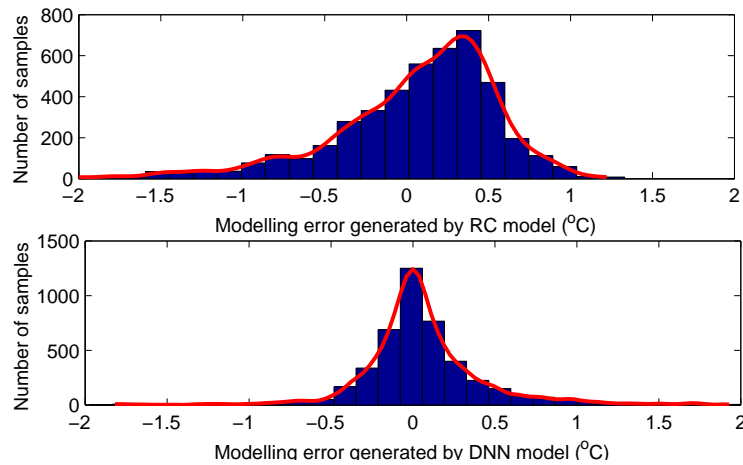 800
600
400
200
0
Number of samples
−2 −1.5 −1 −0.5 0 0.5 1 1.5 2
Modelling error generated by RC model (°C)
1500
1000
500
0
Number of samples
−2 −1.5 −1 −0.5 0 0.5 1 1.5 2
Modelling error generated by DNN model (°C)